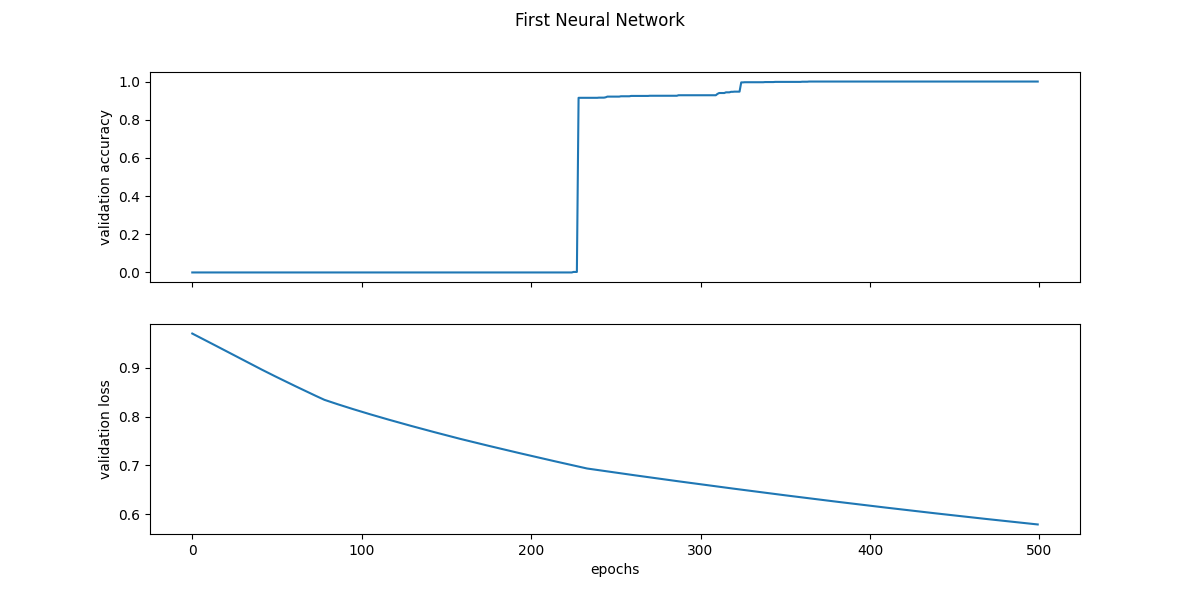 First Neural Network
1.0
0.8
0.6
0.4
0.2
0.0
validation accuracy
0.9
0.8
0.7
0.6
validation loss
0 100 200 300 400 500
epochs